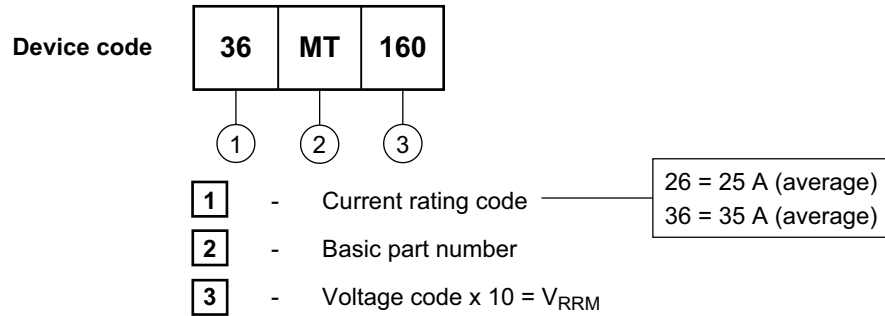 Device code 36 MT 160
1 2 3
1 - Current rating code
26 = 25 A (average)
36 = 35 A (average)
2 - Basic part number
3 - Voltage code x 10 = VRRM